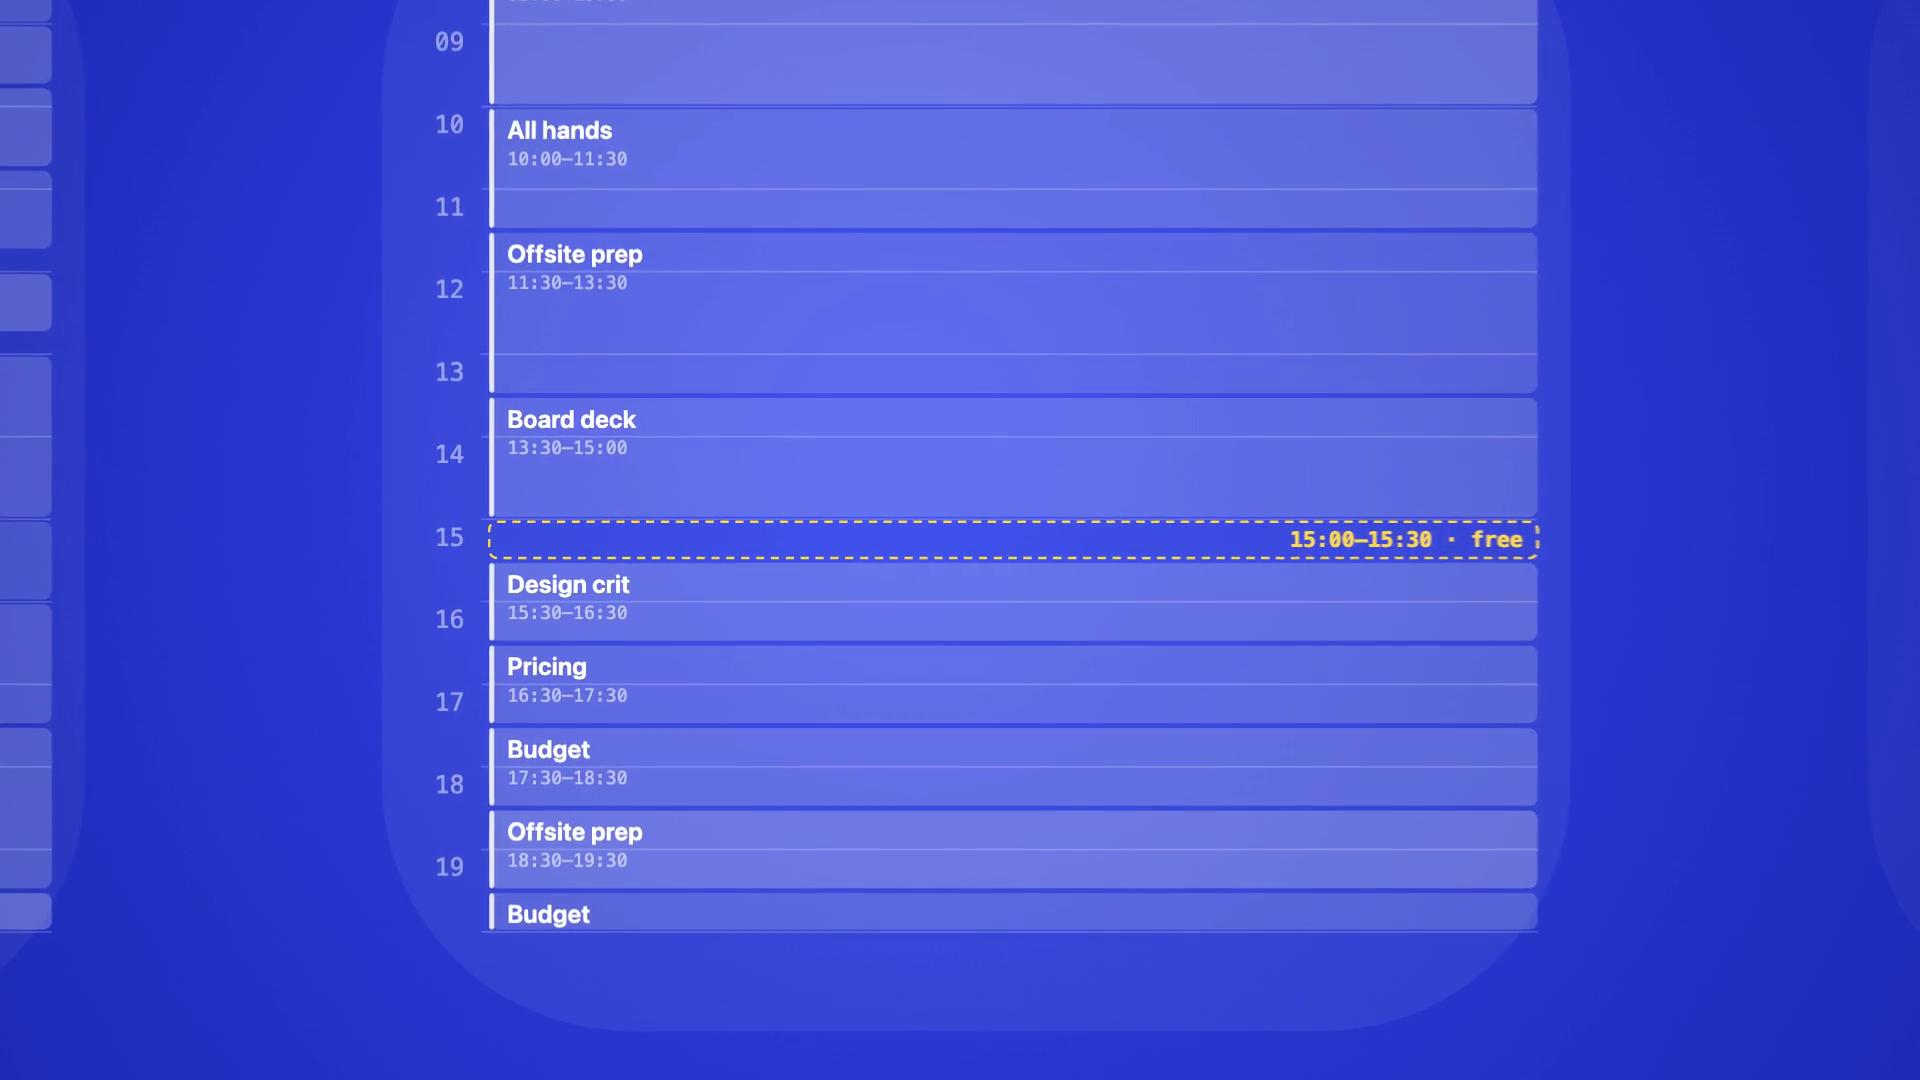 09
10
All hands
10:00–11:30
11
Offsite prep
11:30–13:30
12
13
Board deck
13:30–15:00
14
15
15:00–15:30 · free
Design crit
15:30–16:30
16
Pricing
16:30–17:30
17
Budget
17:30–18:30
18
Offsite prep
18:30–19:30
19
Budget